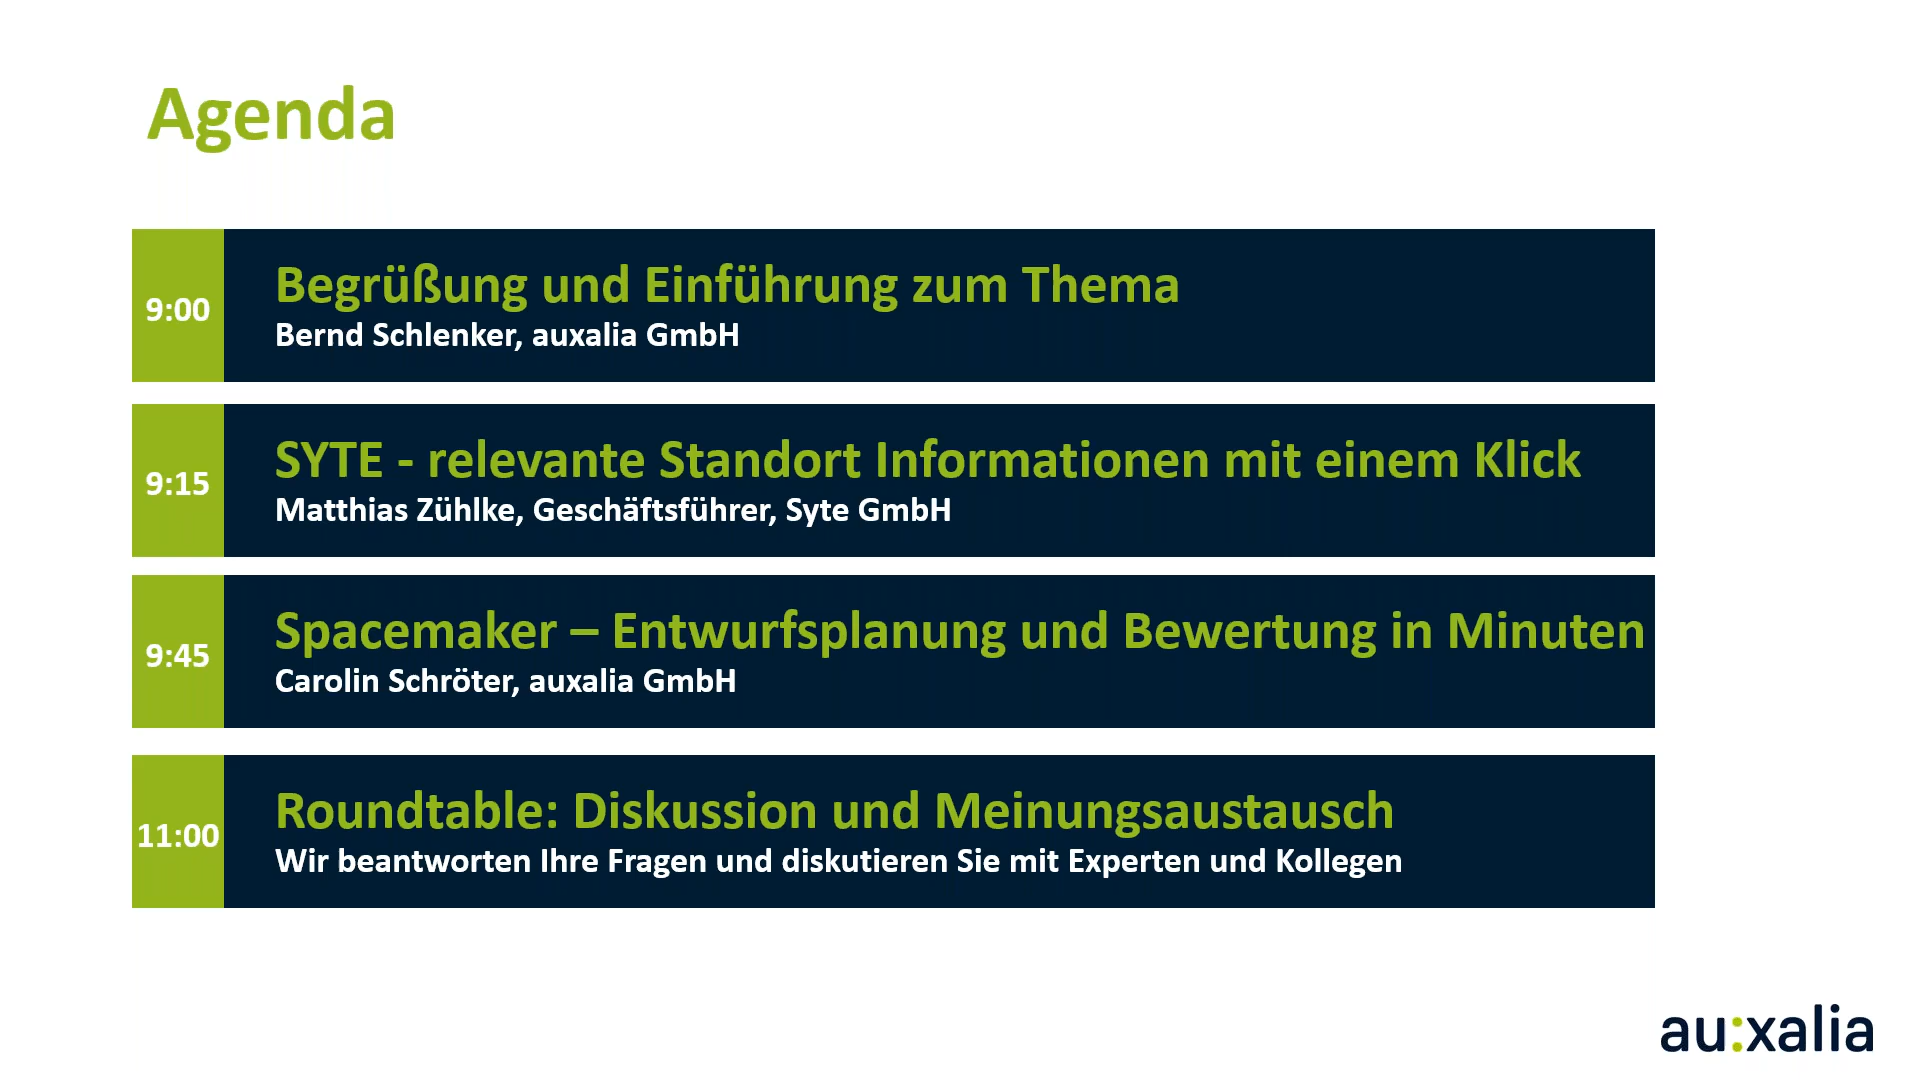 Agenda
9:00
Begrüßung und Einführung zum Thema
Bernd Schlenker, auxalia GmbH
9:15
SYTE - relevante Standort Informationen mit einem Klick
Matthias Zühlke, Geschäftsführer, Syte GmbH
9:45
Spacemaker – Entwurfsplanung und Bewertung in Minuten
Carolin Schröter, auxalia GmbH
11:00
Roundtable: Diskussion und Meinungsaustausch
Wir beantworten Ihre Fragen und diskutieren Sie mit Experten und Kollegen
au:xalia